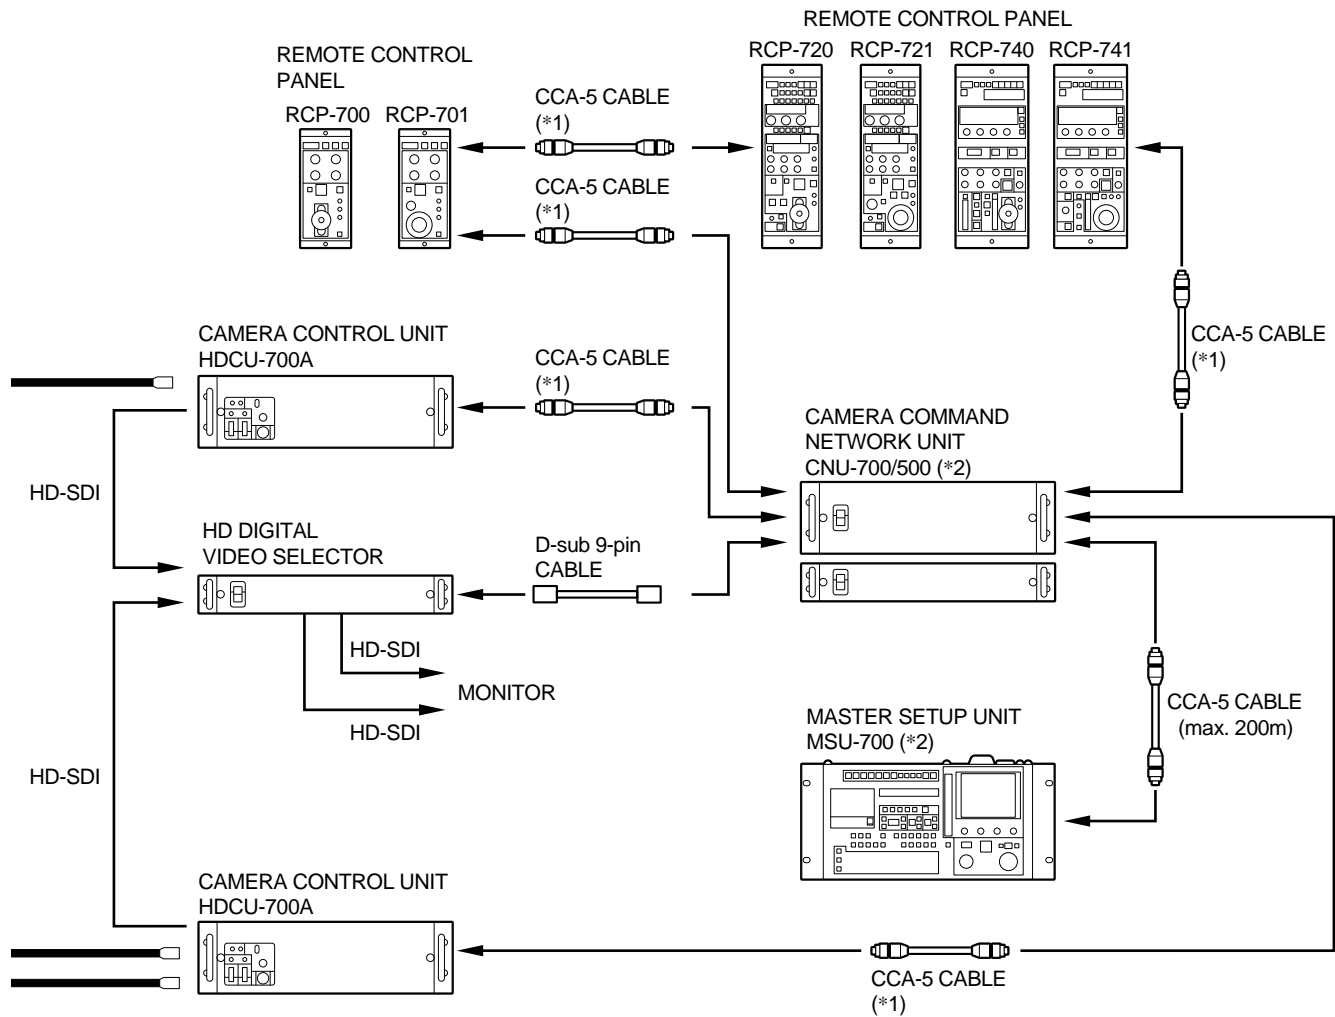 REMOTE CONTROL PANEL
RCP-720 RCP-721 RCP-740 RCP-741
REMOTE CONTROL
PANEL
RCP-700 RCP-701
CCA-5 CABLE
(*1)
CCA-5 CABLE
(*1)
CCA-5 CABLE
(*1)
CAMERA CONTROL UNIT
HDCU-700A
CCA-5 CABLE
(*1)
CAMERA COMMAND
NETWORK UNIT
CNU-700/500 (*2)
HD-SDI
HD DIGITAL
VIDEO SELECTOR
D-sub 9-pin
CABLE
HD-SDI
MONITOR
HD-SDI
CCA-5 CABLE
(max. 200m)
MASTER SETUP UNIT
MSU-700 (*2)
HD-SDI
CAMERA CONTROL UNIT
HDCU-700A
CCA-5 CABLE
(*1)